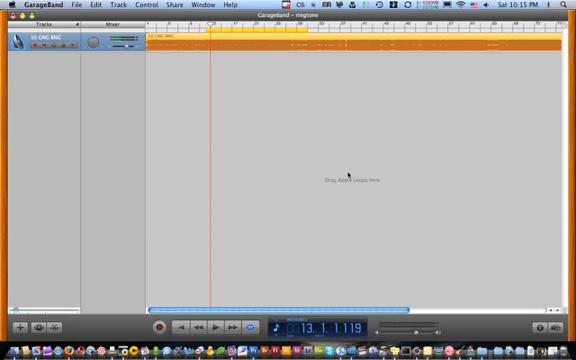 GarageBand File Edit Track Control Share Window Help
Sat 10:15 PM
GarageBand – ringtone
Tracks Mixer
10 CNG BNG
10 CNG BNG
Drag Apple Loops here.
MEASURES
13. 1. 1.119